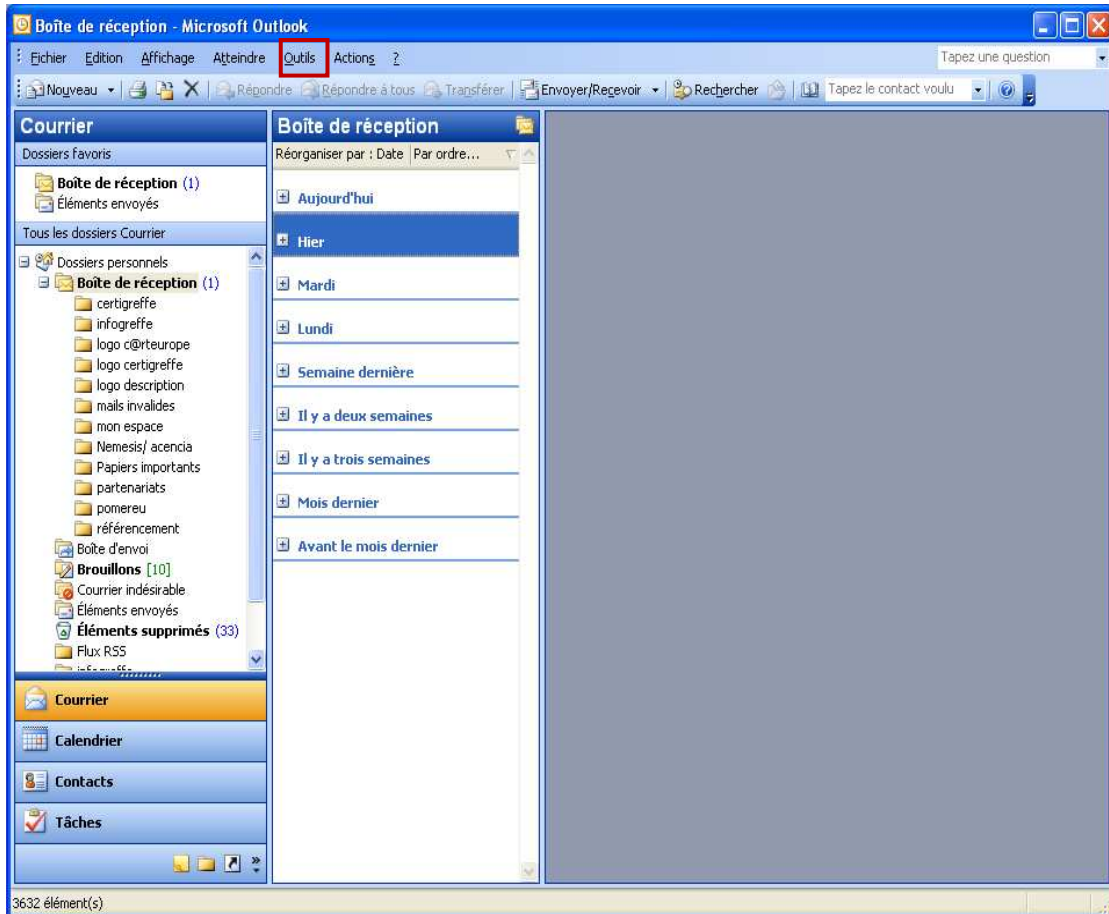 Boîte de réception - Microsoft Outlook
Fichier Edition Affichage Atteindre Outils Actions ? Tapez une question
Nouveau Répondre Répondre à tous Transférer Envoyer/Recevoir Rechercher Tapez le contact voulu
Courrier
Dossiers favoris
Boîte de réception (1)
Éléments envoyés
Tous les dossiers Courrier
Dossiers personnels
Boîte de réception (1)
certigreffe
infogreffe
logo c@rteurope
logo certigreffe
logo description
mails invalides
mon espace
Nemesis/ acencia
Papiers importants
partenariats
pomereu
référencement
Boîte d'envoi
Brouillons [10]
Courrier indésirable
Éléments envoyés
Éléments supprimés (33)
Flux RSS
Courrier
Calendrier
Contacts
Tâches
Boîte de réception
Réorganiser par : Date Par ordre...
Aujourd'hui
Hier
Mardi
Lundi
Semaine dernière
Il y a deux semaines
Il y a trois semaines
Mois dernier
Avant le mois dernier
3632 élément(s)